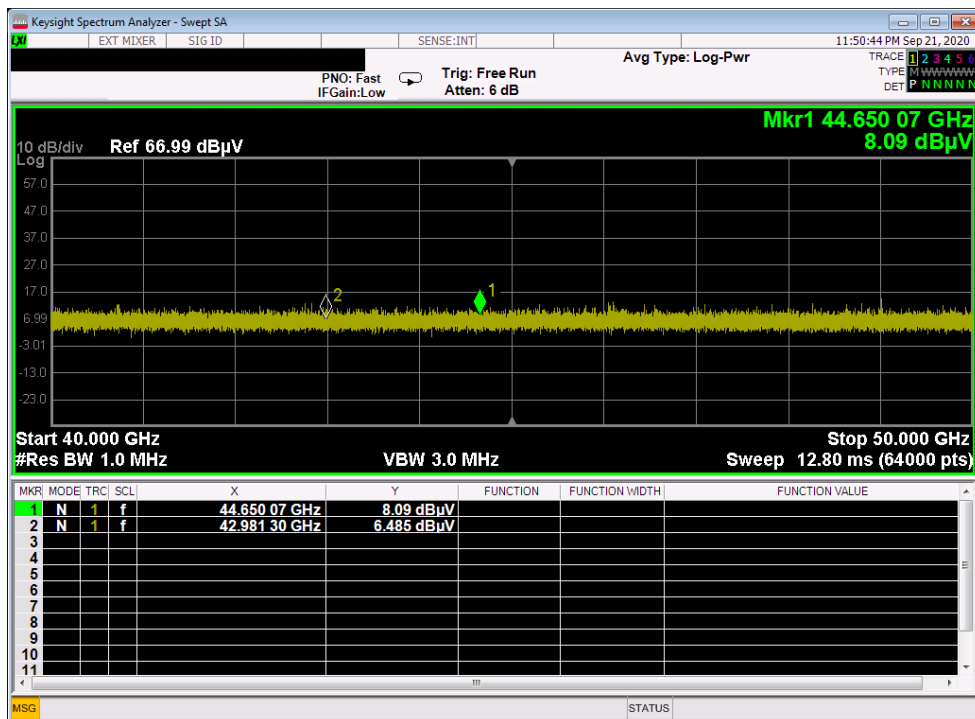 Keysight Spectrum Analyzer - Swept SA
LXI EXT MIXER SIG ID SENSE:INT 11:50:44 PM Sep 21, 2020
Avg Type: Log-Pwr TRACE 1 2 3 4 5 6
PNO: Fast Trig: Free Run TYPE M W W W W W
IFGain:Low Atten: 6 dB DET P N N N N N
Mkr1 44.650 07 GHz
10 dB/div Ref 66.99 dBµV 8.09 dBµV
Log
57.0
47.0
37.0
27.0
17.0
2
1
6.99
-3.01
-13.0
-23.0
Start 40.000 GHz Stop 50.000 GHz
#Res BW 1.0 MHz VBW 3.0 MHz Sweep 12.80 ms (64000 pts)
MKR MODE TRC SCL X Y FUNCTION FUNCTION WIDTH FUNCTION VALUE
1 N 1 f 44.650 07 GHz 8.09 dBµV
2 N 1 f 42.981 30 GHz 6.485 dBµV
3
4
5
6
7
8
9
10
11
MSG STATUS